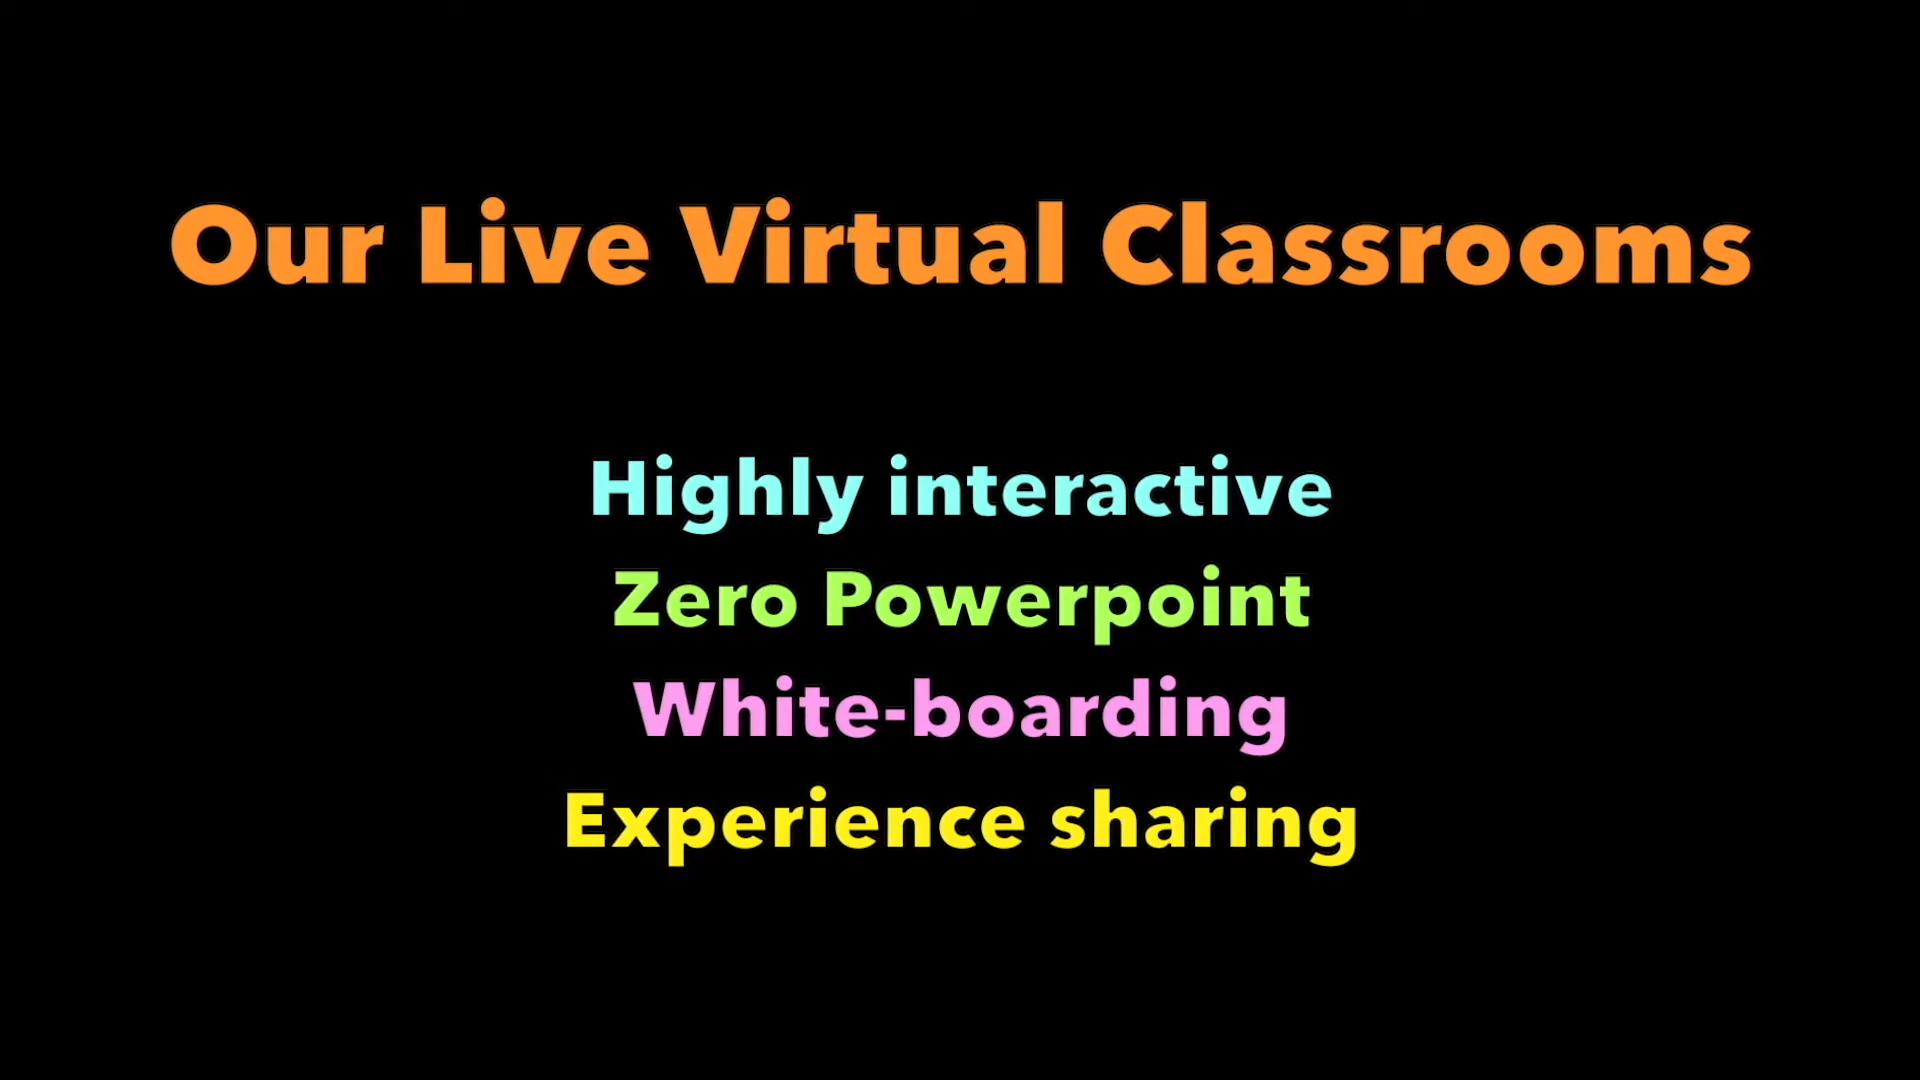 Our Live Virtual Classrooms
Highly interactive
Zero Powerpoint
White-boarding
Experience sharing